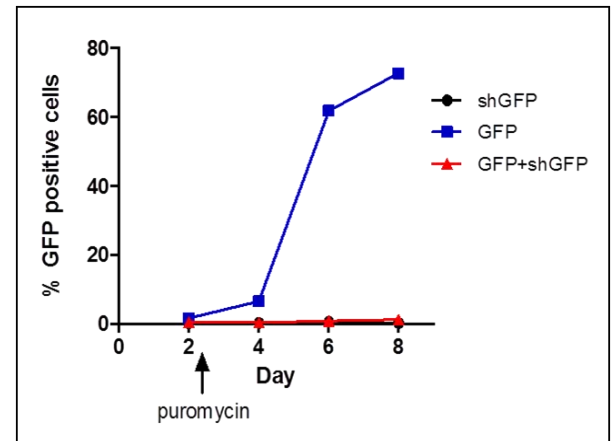 80
60
40
20
0
% GFP positive cells
0 2 4 6 8
Day
puromycin
shGFP
GFP
GFP+shGFP